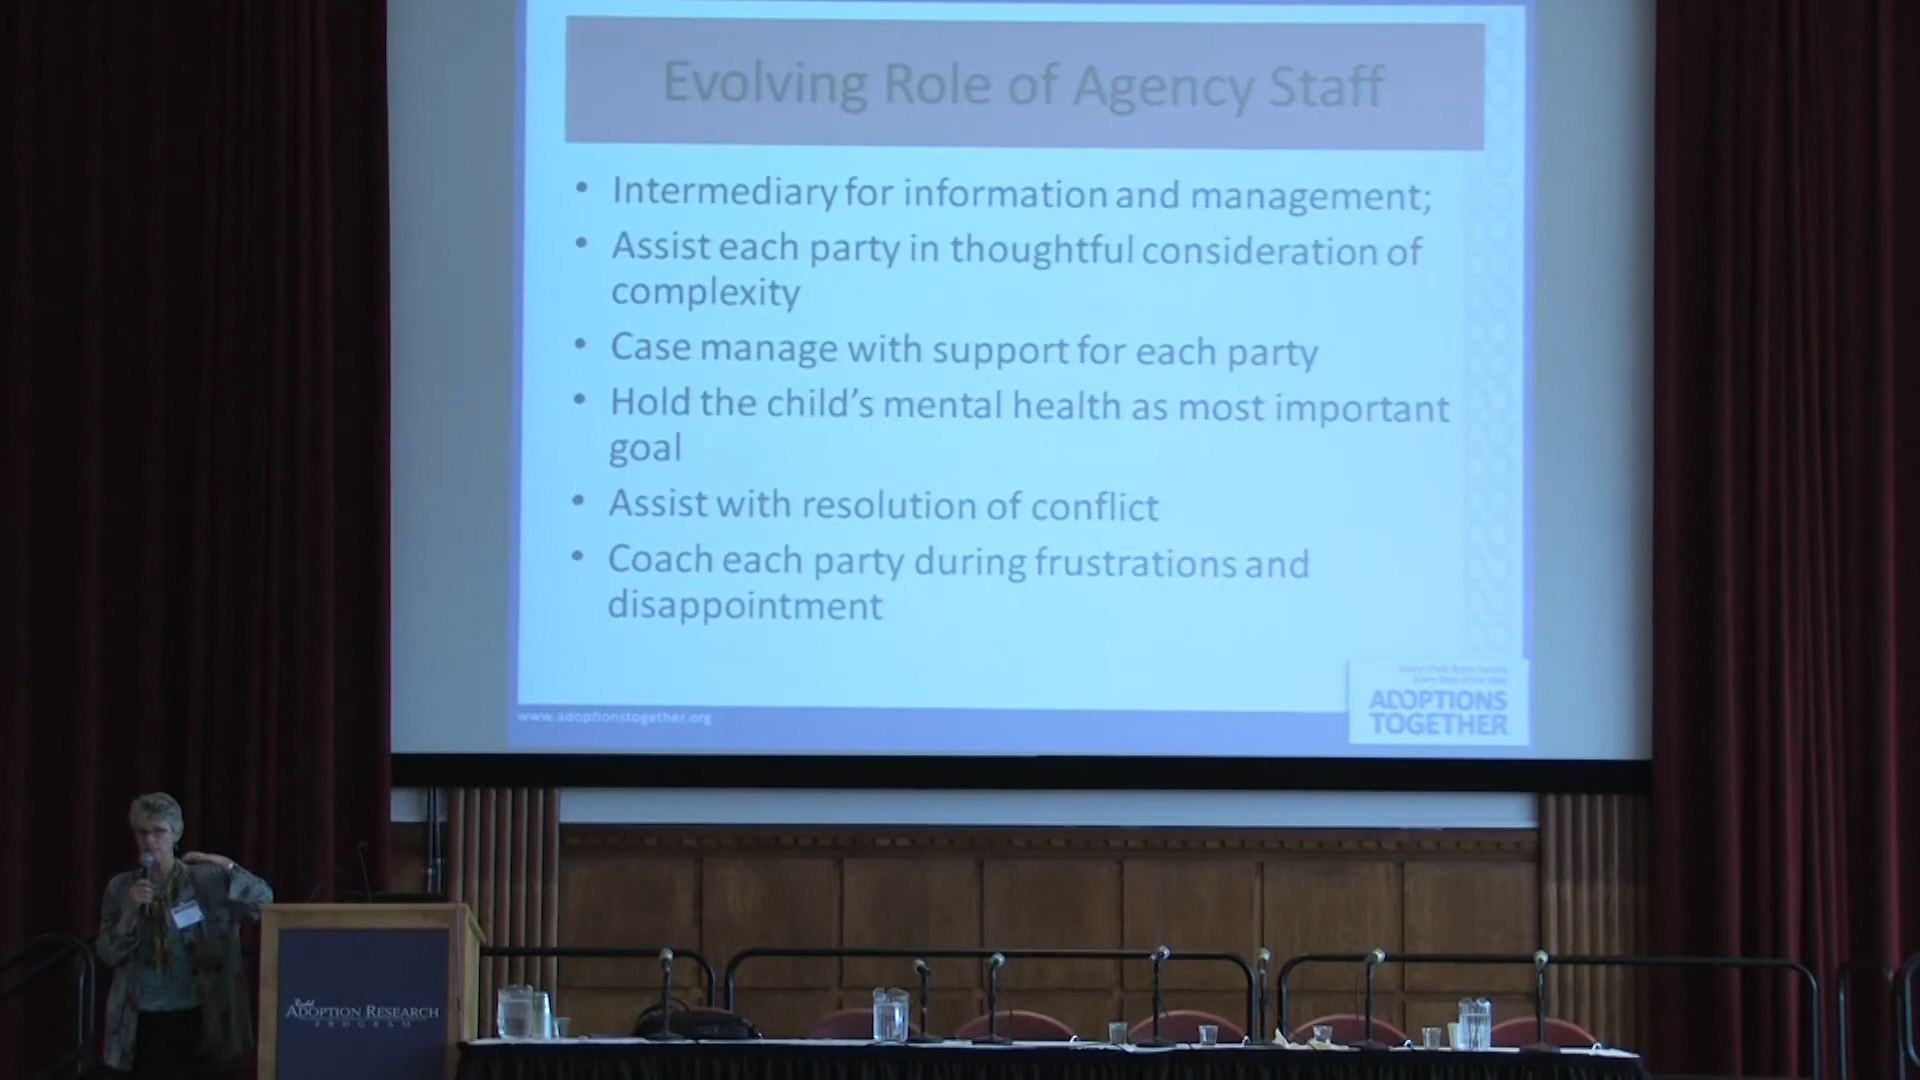 Evolving Role of Agency Staff
• Intermediary for information and management;
• Assist each party in thoughtful consideration of
complexity
• Case manage with support for each party
• Hold the child's mental health as most important
goal
• Assist with resolution of conflict
• Coach each party during frustrations and
disappointment
www.adoptionstogether.org
ADOPTIONS
TOGETHER
Rudd
ADOPTION RESEARCH
PROGRAM